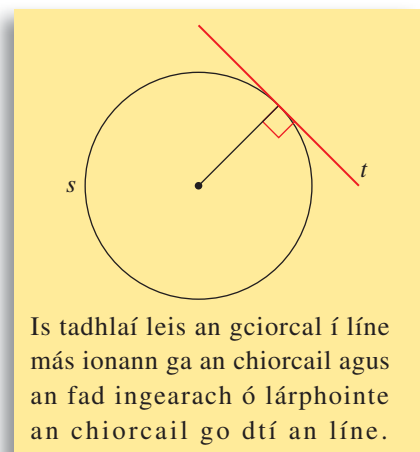 s
t
Is tadhlaí leis an gciorcal í líne
más ionann ga an chiorcail agus
an fad ingearach ó lárphointe
an chiorcail go dtí an líne.